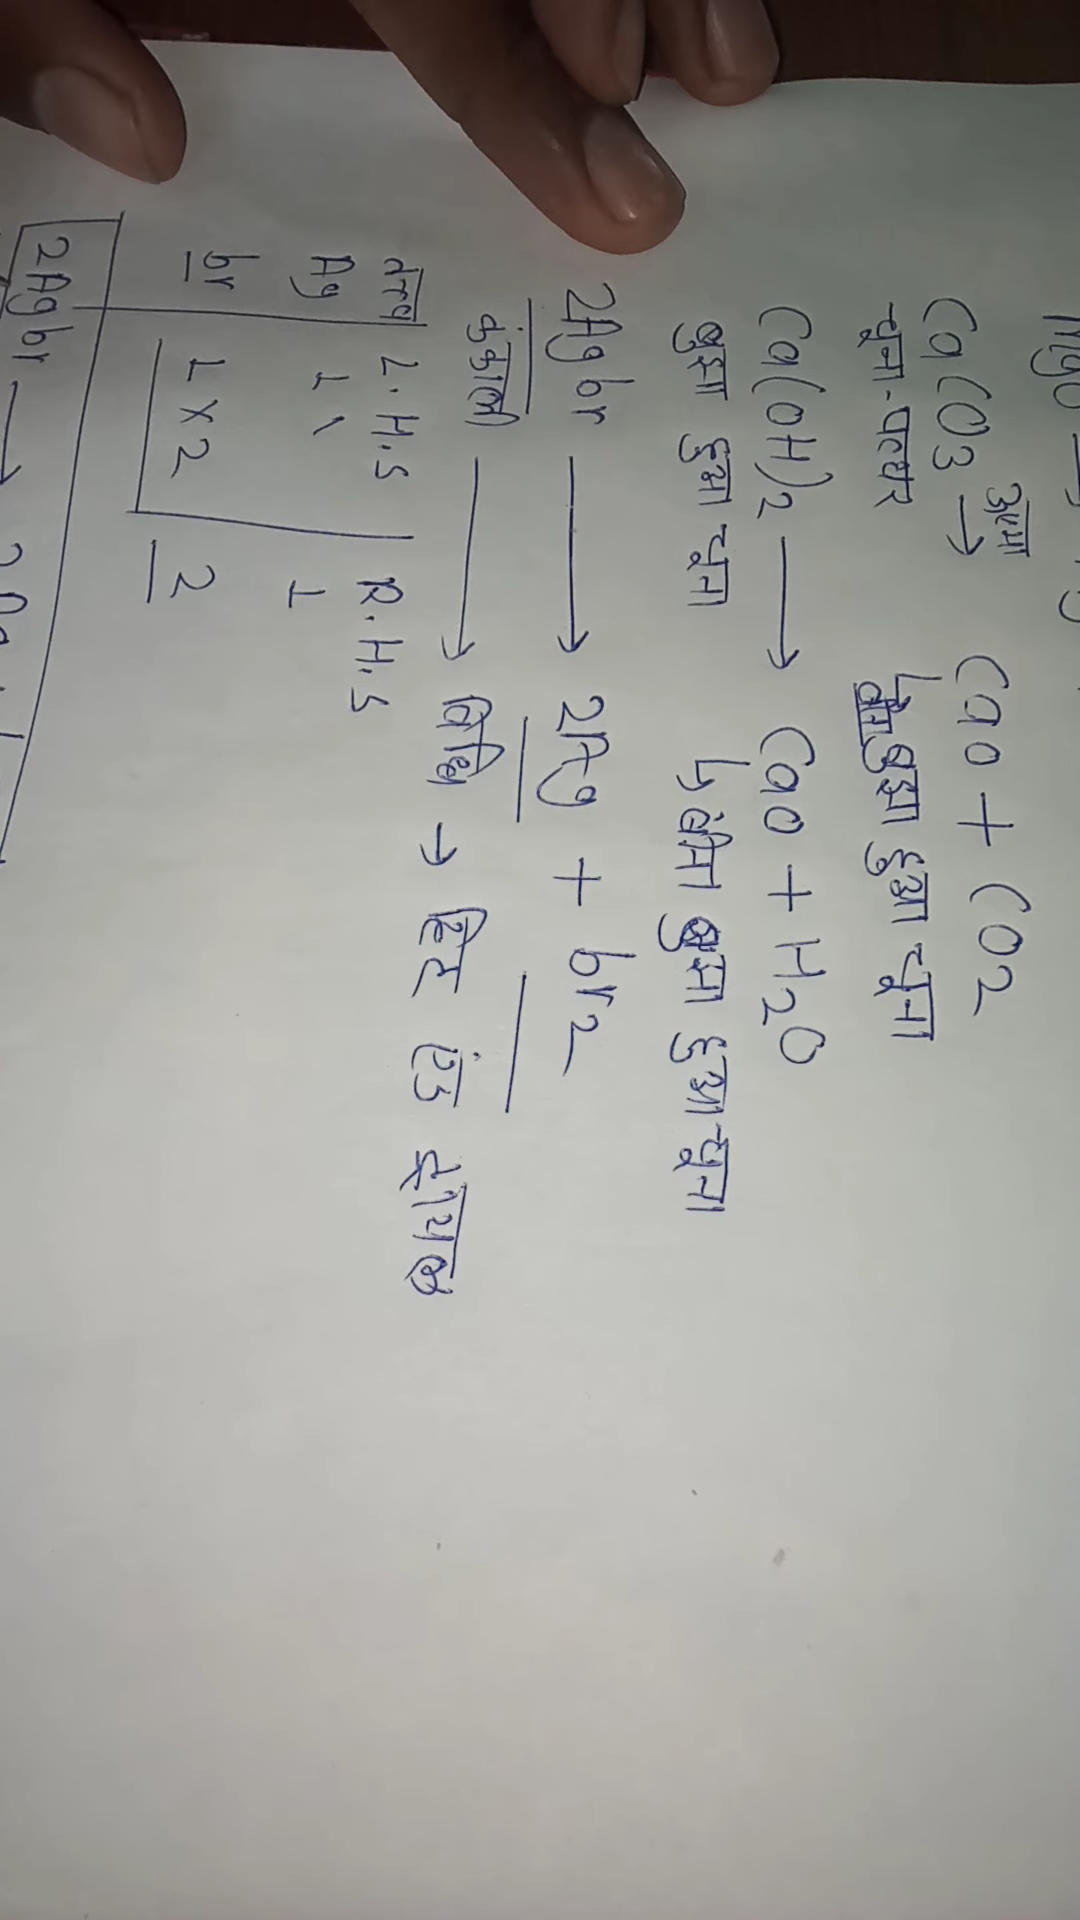 CaCO3 ऊष्मा → CaO + CO2
चूना-पत्थर ↳ बीन बुझा हुआ चूना
Ca(OH)2 → CaO + H2O
बुझा हुआ चूना ↳ बीन बुझा हुआ चूना
2Agbr → 2Ag + br2
कंकाल → विधि → हिट एंड ट्रायल
तत्व L.H.S R.H.S
Ag 1 1
br 1×2 2
2Agbr →